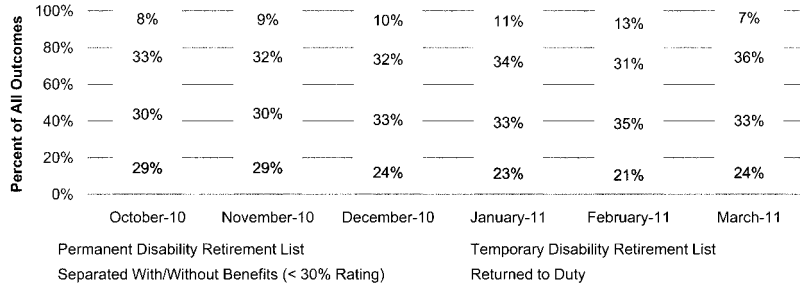 Percent of All Outcomes
100%
80%
60%
40%
20%
0%
8% 9% 10% 11% 13% 7%
33% 32% 32% 34% 31% 36%
30% 30% 33% 33% 35% 33%
29% 29% 24% 23% 21% 24%
October-10 November-10 December-10 January-11 February-11 March-11
Permanent Disability Retirement List Temporary Disability Retirement List
Separated With/Without Benefits (< 30% Rating) Returned to Duty